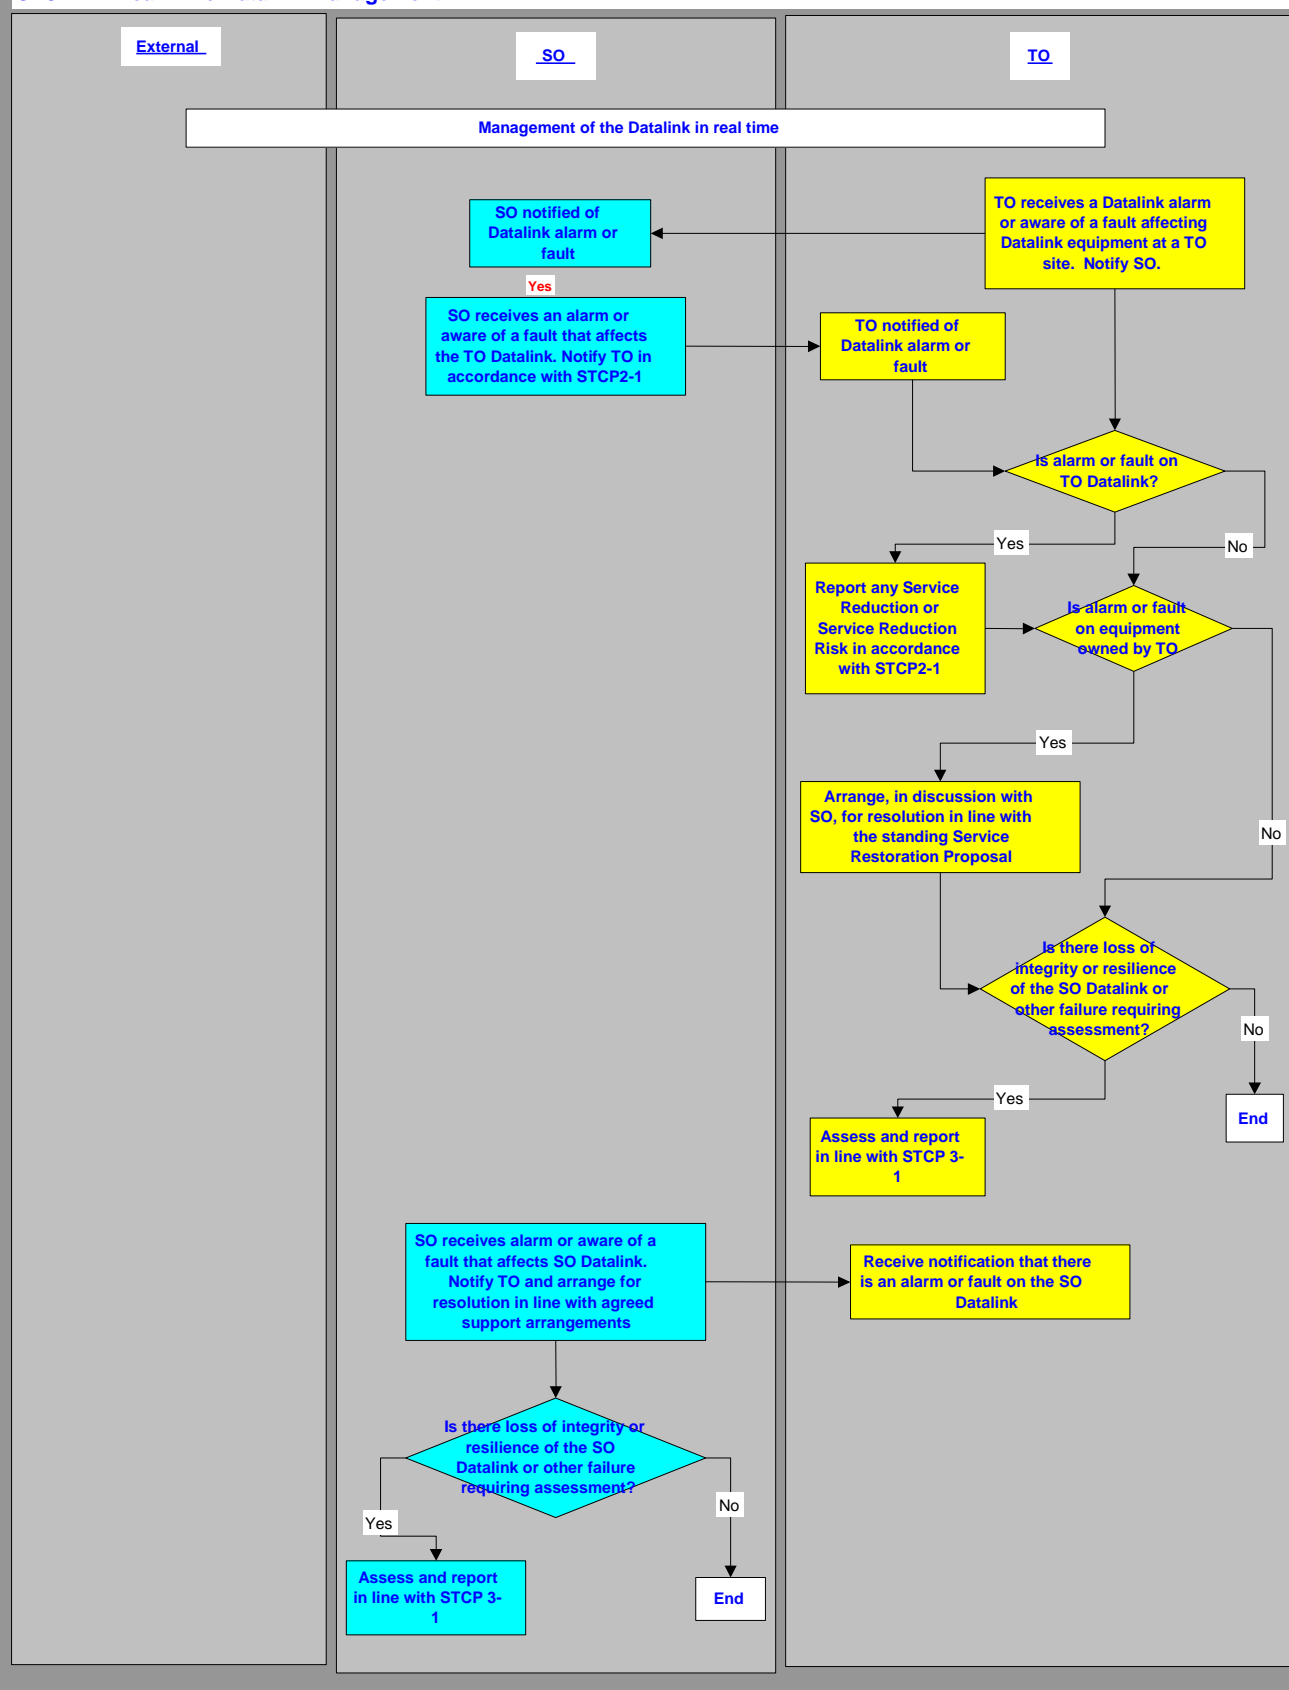 External
SO
TO
Management of the Datalink in real time
TO receives a Datalink alarm
or aware of a fault affecting
Datalink equipment at a TO
site. Notify SO.
SO notified of
Datalink alarm or
fault
Yes
SO receives an alarm or
aware of a fault that affects
the TO Datalink. Notify TO in
accordance with STCP2-1
TO notified of
Datalink alarm or
fault
Is alarm or fault on
TO Datalink?
Yes
No
Report any Service
Reduction or
Service Reduction
Risk in accordance
with STCP2-1
Is alarm or fault
on equipment
owned by TO
Yes
No
Arrange, in discussion with
SO, for resolution in line with
the standing Service
Restoration Proposal
Is there loss of
integrity or resilience
of the SO Datalink or
other failure requiring
assessment?
No
Yes
End
Assess and report
in line with STCP 3-
1
SO receives alarm or aware of a
fault that affects SO Datalink.
Notify TO and arrange for
resolution in line with agreed
support arrangements
Receive notification that there
is an alarm or fault on the SO
Datalink
Is there loss of integrity or
resilience of the SO
Datalink or other failure
requiring assessment?
Yes
No
Assess and report
in line with STCP 3-
1
End